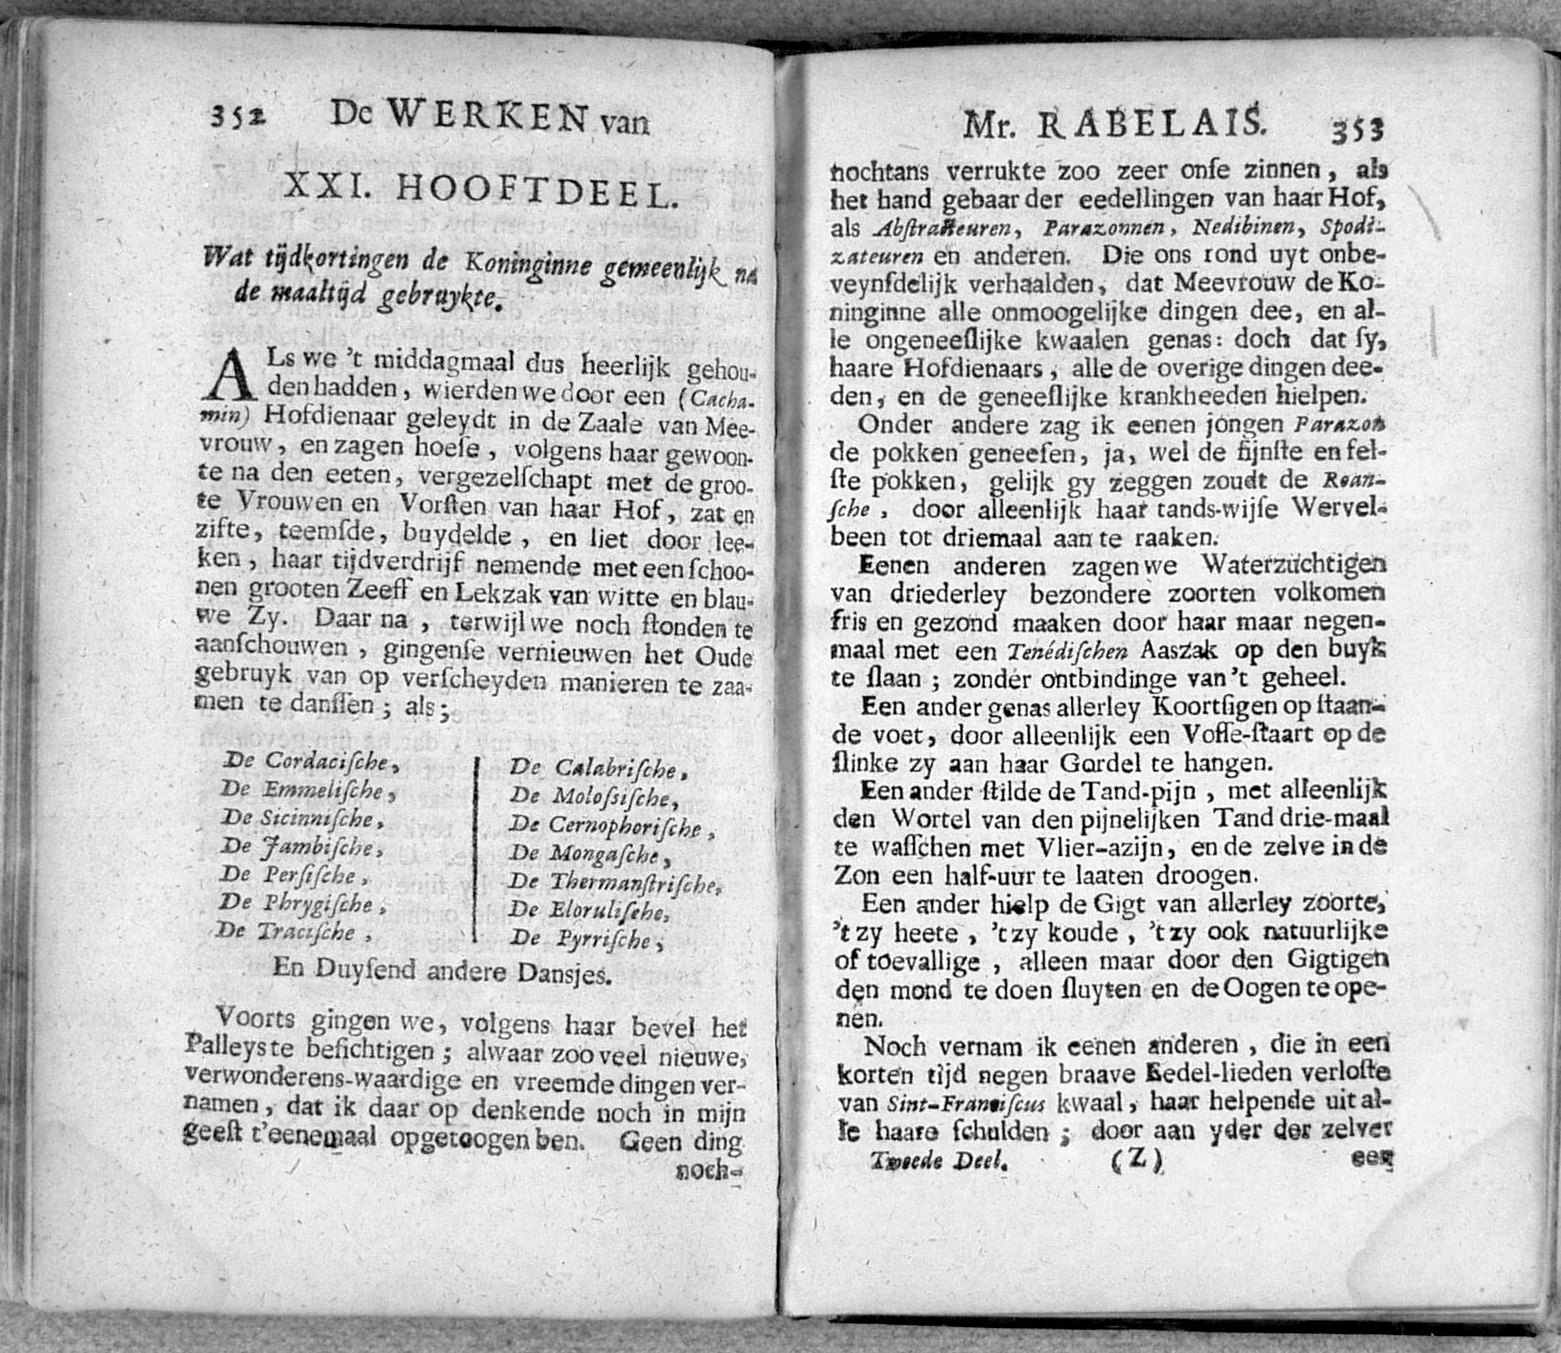 352 De WERKEN van
XXI. HOOFTDEEL.
Wat tijdkortingen de Koninginne gemeenlijk na
de maaltijd gebruykte.
ALs we 't middagmaal dus heerlijk gehou-
den hadden, wierden we door een (Cacha-
min) Hofdienaar geleydt in de Zaale van Mee-
vrouw, en zagen hoeſe, volgens haar gewoon-
te na den eeten, vergezelſchapt met de groo-
te Vrouwen en Vorſten van haar Hof, zat en
zifte, teemſde, buydelde, en liet door lee-
ken, haar tijdverdrijf nemende met een ſchoo-
nen grooten Zeeff en Lekzak van witte en blau-
we Zy. Daar na, terwijl we noch ſtonden te
aanſchouwen, gingenſe vernieuwen het Oude
gebruyk van op verſcheyden manieren te zaa-
men te danſſen; als;
De Cordaciſche,
De Emmeliſche,
De Sicinniſche,
De Jambiſche,
De Perſiſche,
De Phrygiſche,
De Traciſche,
De Calabriſche,
De Moloſsiſche,
De Cernophoriſche,
De Mongaſche,
De Thermanſtriſche,
De Eloruliſche,
De Pyrriſche,
En Duyſend andere Dansjes.
Voorts gingen we, volgens haar bevel het
Palleys te beſichtigen; alwaar zoo veel nieuwe,
verwonderens-waardige en vreemde dingen ver-
namen, dat ik daar op denkende noch in mijn
geeſt t'eenemaal opgetoogen ben. Geen ding
noch-
Mr. RABELAIS. 353
nochtans verrukte zoo zeer onſe zinnen, als
het hand gebaar der eedellingen van haar Hof,
als Abſtracteuren, Parazonnen, Nedibinen, Spodi-
zateuren en anderen. Die ons rond uyt onbe-
veynſdelijk verhaalden, dat Meevrouw de Ko-
ninginne alle onmoogelijke dingen dee, en al-
le ongeneeſlijke kwaalen genas: doch dat ſy,
haare Hofdienaars, alle de overige dingen dee-
den, en de geneeſlijke krankheeden hielpen.
Onder andere zag ik eenen jongen Parazon
de pokken geneeſen, ja, wel de fijnſte en fel-
ſte pokken, gelijk gy zeggen zoudt de Roan-
ſche, door alleenlijk haar tands-wijſe Wervel-
been tot driemaal aan te raaken.
Eenen anderen zagen we Waterzuchtigen
van driederley bezondere zoorten volkomen
fris en gezond maaken door haar maar negen-
maal met een Tenédiſchen Aaszak op den buyk
te ſlaan; zonder ontbindinge van 't geheel.
Een ander genas allerley Koortſigen op ſtaan-
de voet, door alleenlijk een Voſſe-ſtaart op de
ſlinke zy aan haar Gordel te hangen.
Een ander ſtilde de Tand-pijn, met alleenlijk
den Wortel van den pijnelijken Tand drie-maal
te waſſchen met Vlier-azijn, en de zelve in de
Zon een half-uur te laaten droogen.
Een ander hielp de Gigt van allerley zoorte,
't zy heete, 't zy koude, 't zy ook natuurlijke
of toevallige, alleen maar door den Gigtigen
den mond te doen ſluyten en de Oogen te ope-
nen.
Noch vernam ik eenen anderen, die in een
korten tijd negen braave Eedel-lieden verloſte
van Sint-Franciſcus kwaal, haar helpende uit al-
le haare ſchulden; door aan yder der zelver
Tweede Deel. (Z) een